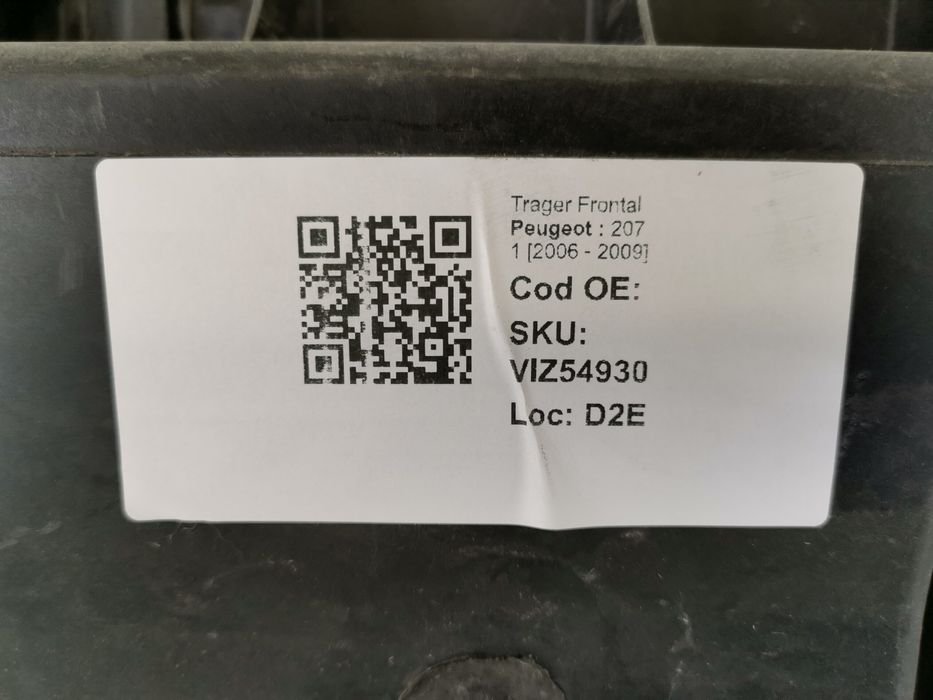 Trager Frontal
Peugeot : 207
1 [2006 - 2009]
Cod OE:
SKU:
VIZ54930
Loc: D2E